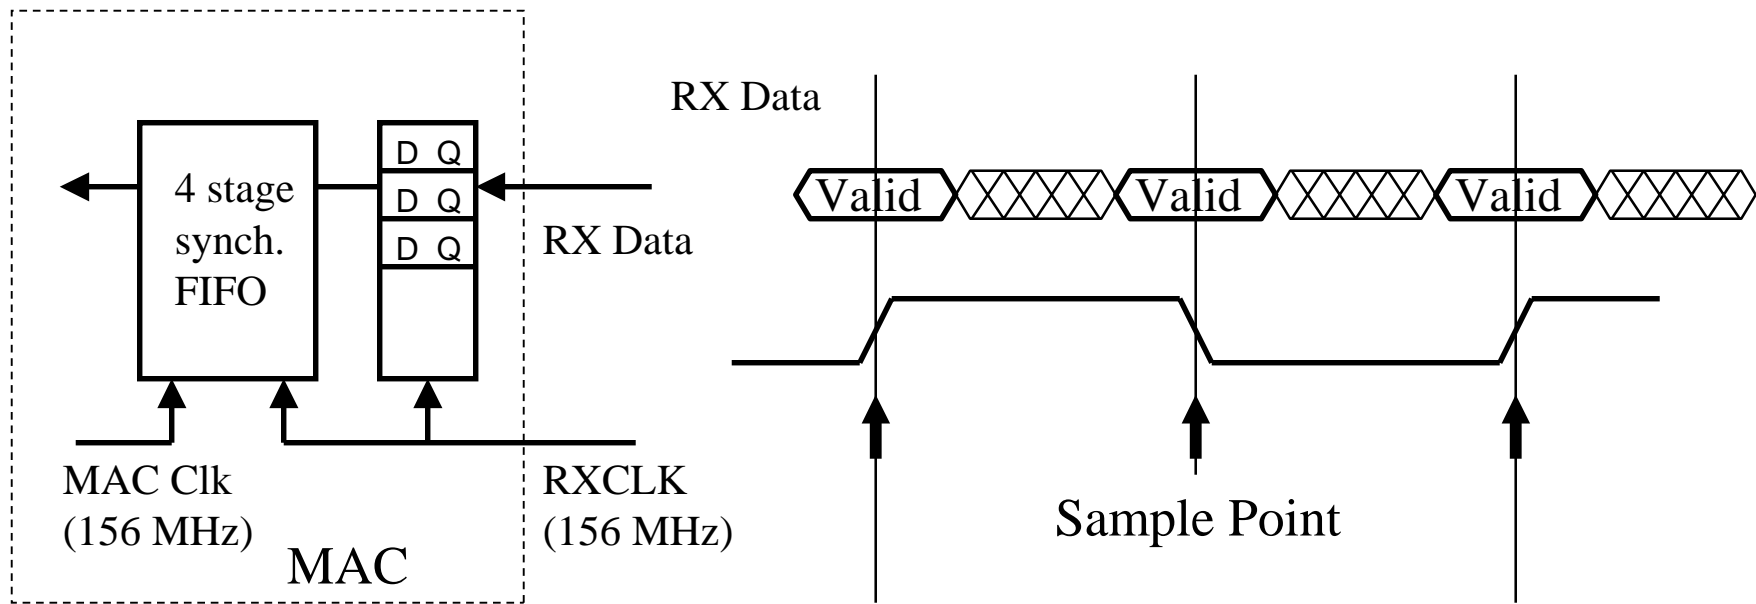 D Q
D Q
D Q
4 stage
synch.
FIFO
RX Data
MAC Clk
(156 MHz)
RXCLK
(156 MHz)
MAC
RX Data
Valid
Valid
Valid
Sample Point